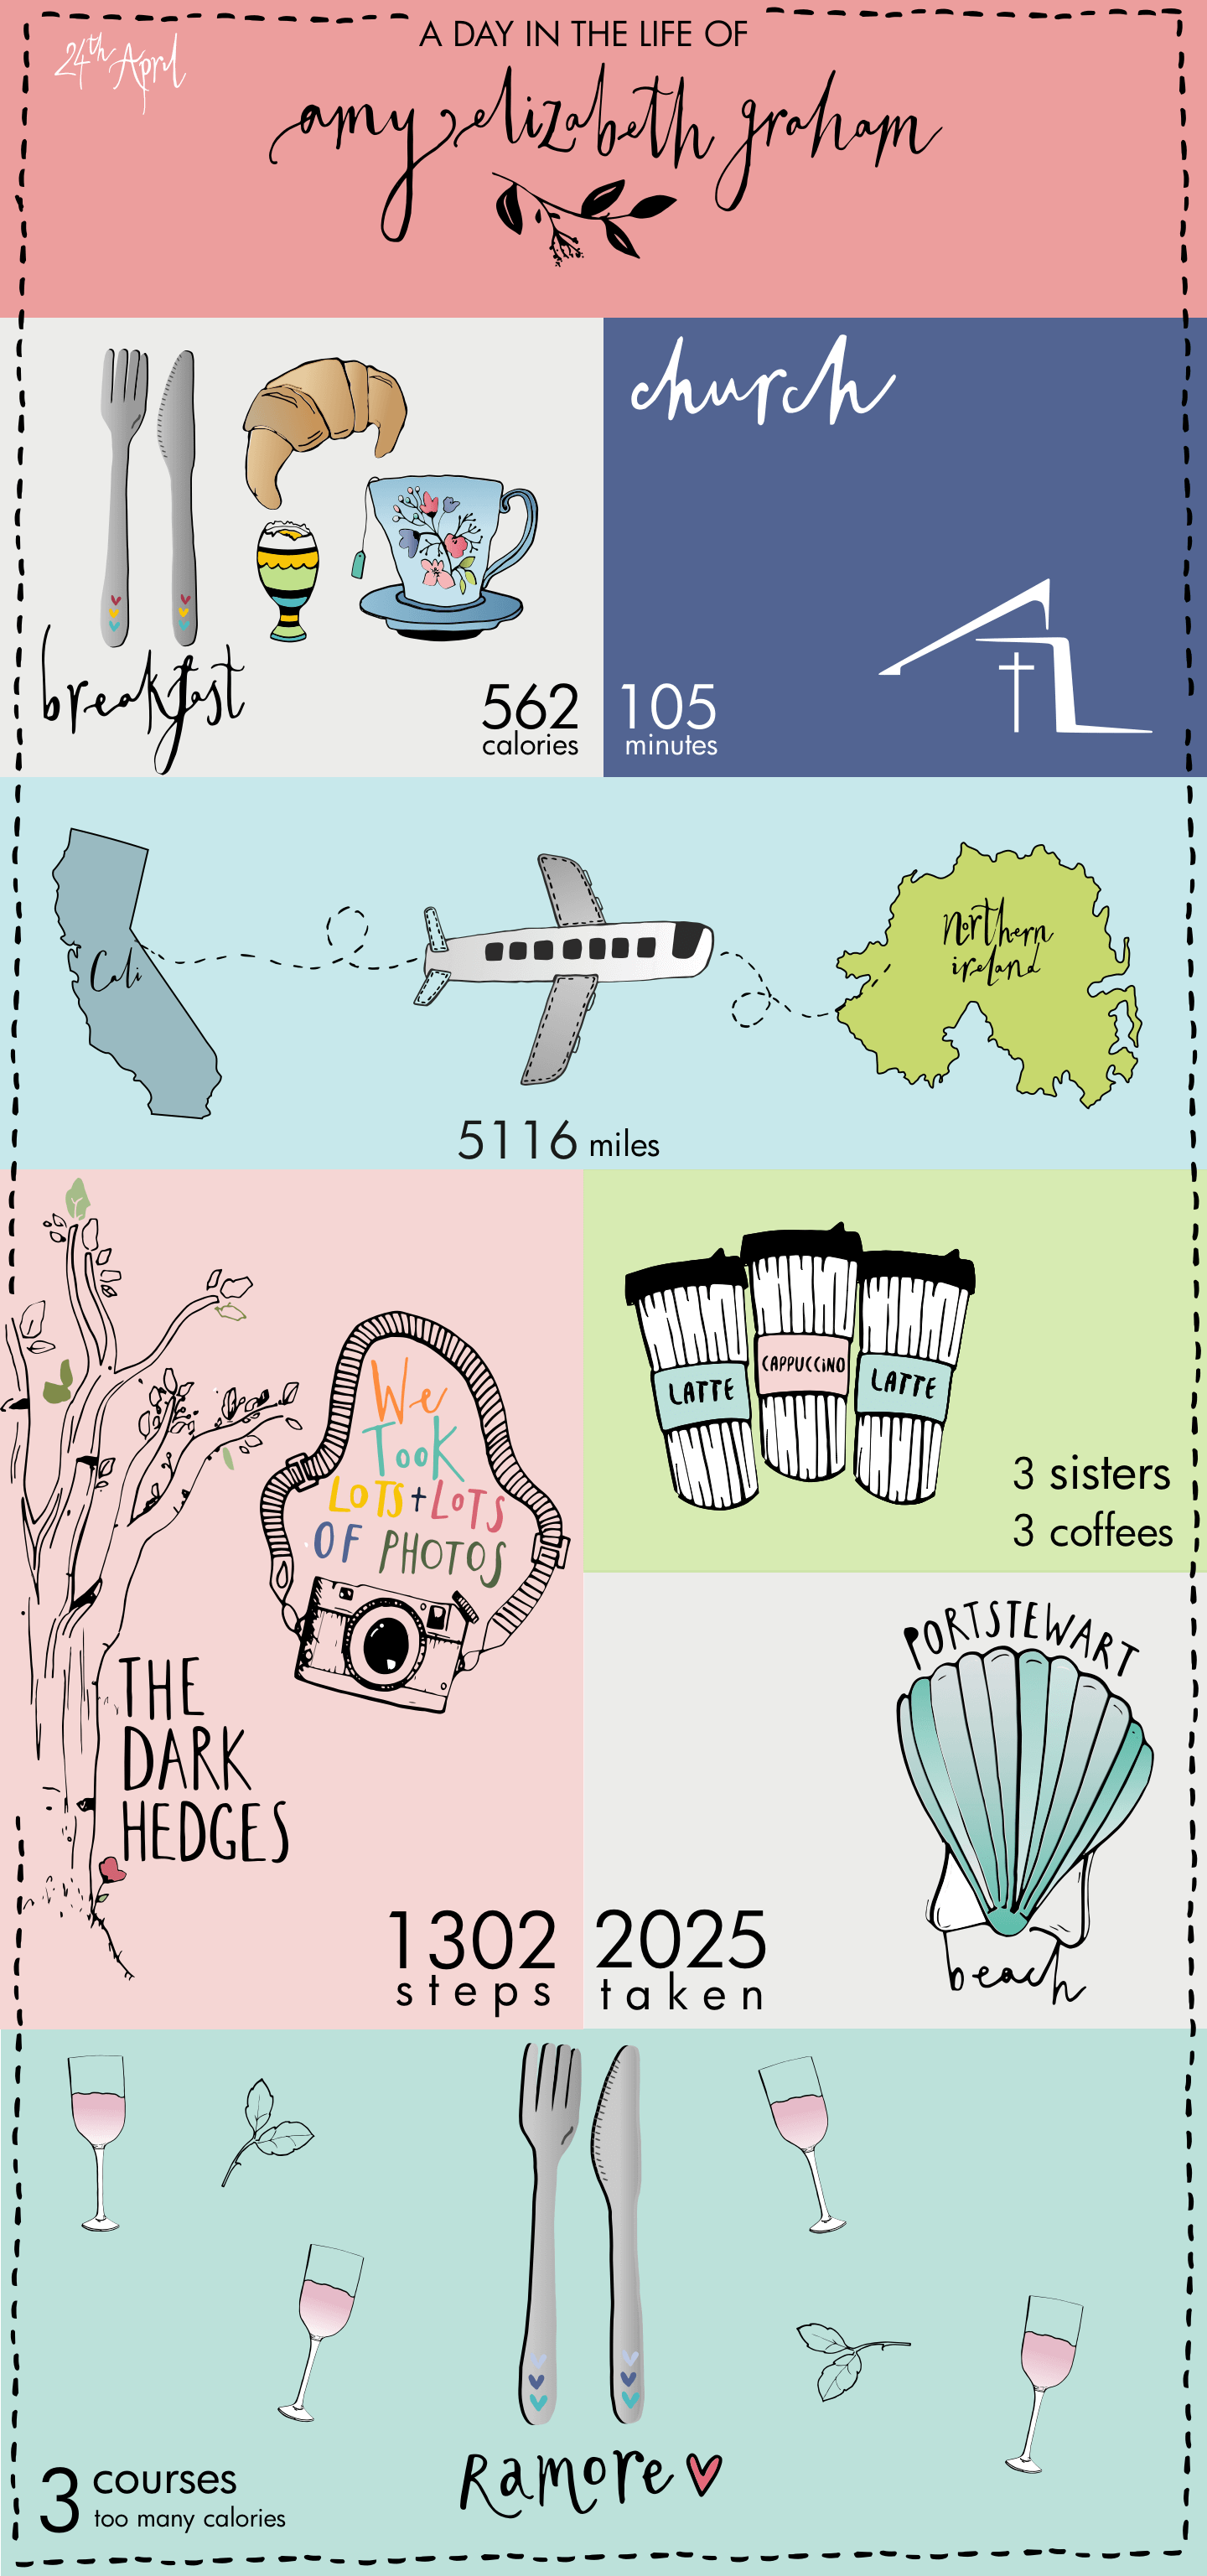 24th April
A DAY IN THE LIFE OF
amy elizabeth graham
breakfast
562
calories
church
105
minutes
Cali
northern
ireland
5116 miles
We
Took
LOTS + LOTS
OF PHOTOS
THE
DARK
HEDGES
1302
steps
LATTE
CAPPUCCiNO
LATTE
3 sisters
3 coffees
PORTSTEWART
beach
2025
taken
Ramore
3 courses
too many calories